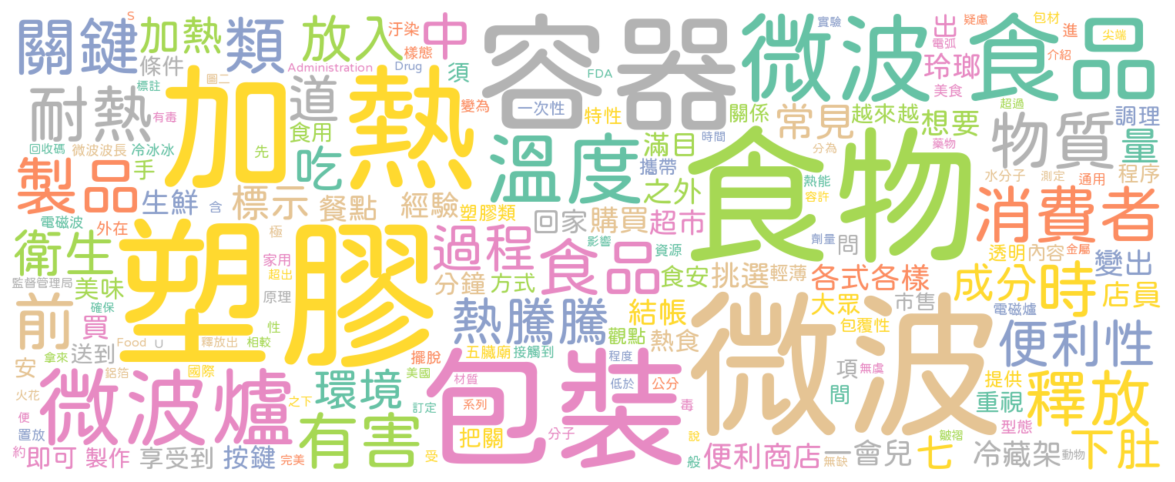 關鍵
加熱
類
放入
汙染
中
樣態
Administration
Drug
條件
標註
S
圖二
耐熱
有毒
加熱
道
須
食用
變為
容器
FDA
一次性
特性
微波食品
出
疑慮
包材
進
尖端
實驗
電弧
介紹
玲瑯
美食
關係
越來越
超過
常見
想要
調理
物質
量
回收碼
微波波長
冷冰冰
先
手
吃
製品
生鮮
含
標示
餐點
經驗
塑膠類
溫度
滿目
攜帶
時間
之外
影響
食物
分為
熱能
容許
藥物
水分子
測定
通用
程序
消費者
電磁波
外在
極
衛生
塑膠
過程
回家
購買
超市
資源
劑量
問
透明
內容
金屬
變出
監督管理局
美味
家用
超出
原理
確保
分鐘
方式
食品
食安
挑選
輕薄
各式各樣
成分
時
店員
前
買
性
Food
U
釋放出
相較
熱騰騰
結帳
觀點
熱食
大眾
市售
包覆性
電磁爐
便利性
安
拿來
送到
鋁箔
國際
擺脫
五臟廟
接觸到
美國
程度
微波
項
無虞
提供
釋放
火花
微波爐
之下
環境
訂定
包裝
材質
系列
低於
公分
間
重視
型態
便
置放
有害
受
把關
分子
毒
說
皺褶
約
即可
製作
享受到
按鍵
完美
般
便利商店
無缺
一會兒
七
冷藏架
動物
下肚